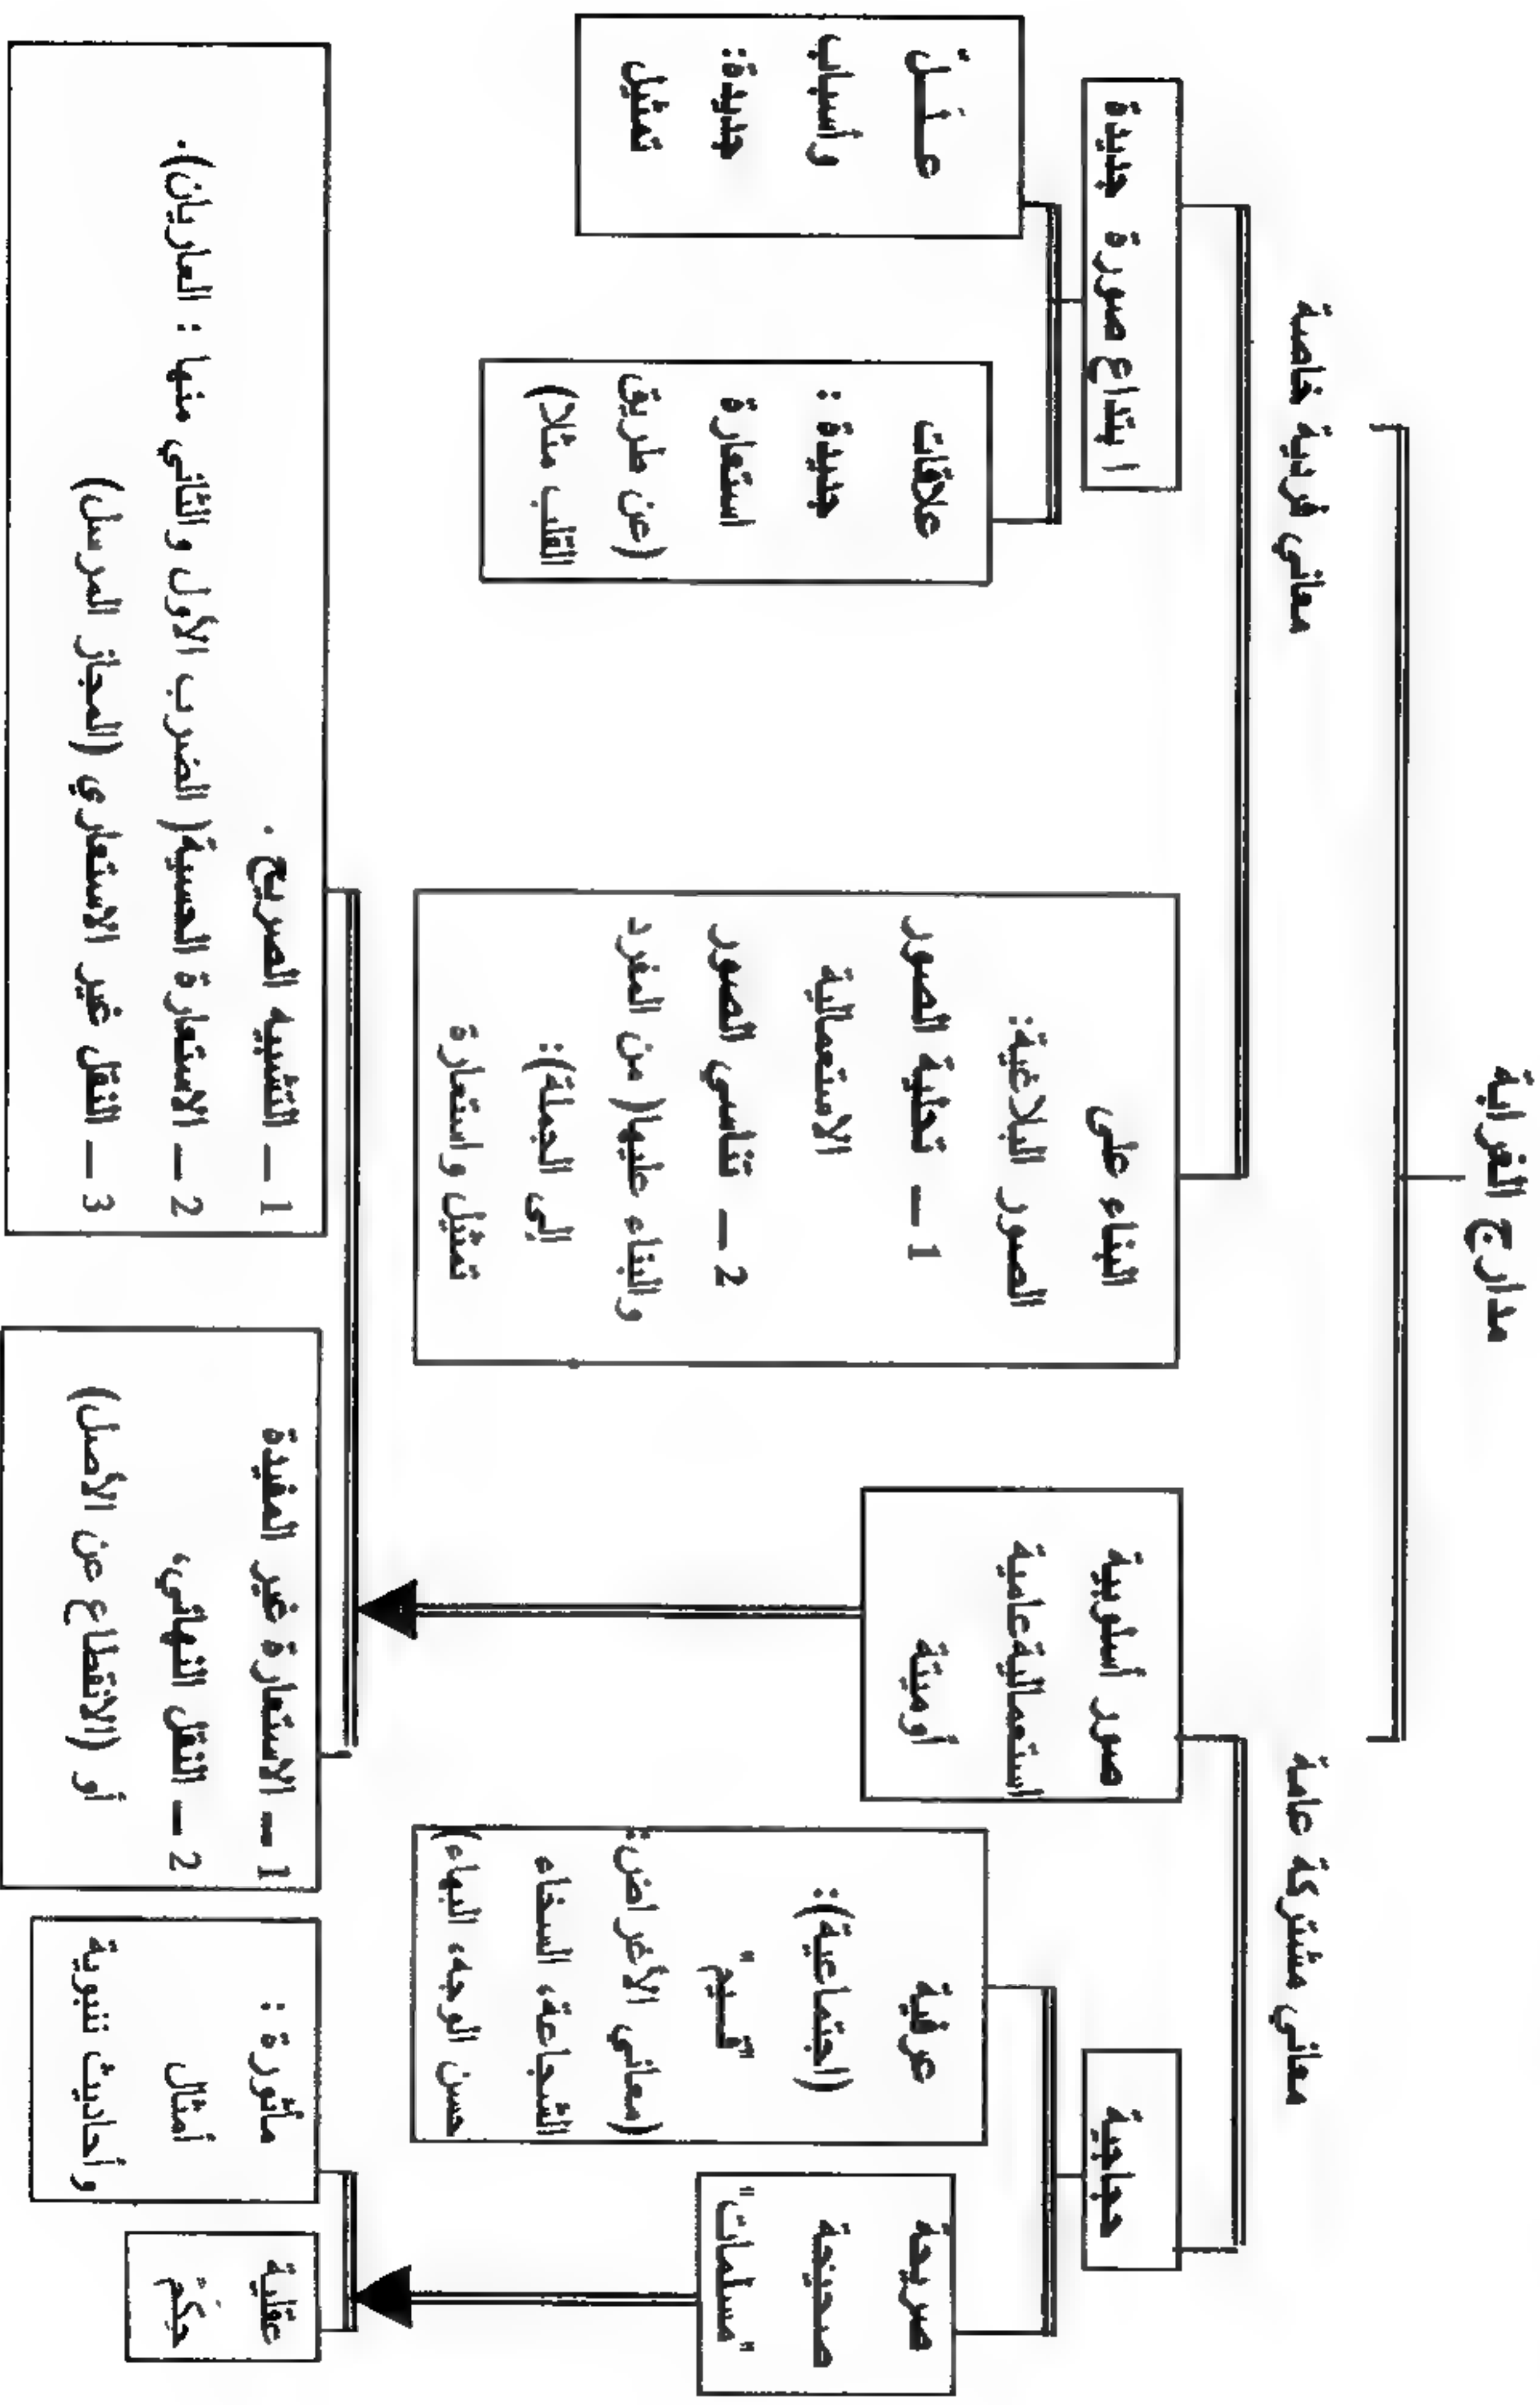 مدارج الغرابة
معاني مشتركة عامة
معاني فردية خاصة
حجاجية
صور أسلوبية
استعمالية عامية
أو ميتة
البناء على
الصور البلاغية:
1 — تحلية الصور
الاستعمالية
2 — تناسي الصور
والبناء عليها( من المفرد
إلى الجملة):
تمثيل واستعارة
ابتداع صورة جديدة
صريحة
صحيحة
"مسلمات"
عرفية
(اجتماعية):
"قيم"
(معاني الأغراض:
الشجاعة، السخاء
حسن الوجه، البهاء)
علاقات
جديدة :
استعارة
(عن طريق
القلب مثلا)
علل
وأسباب
جديدة:
تمثيل
عقلية
حكم
مأثورة :
أمثال
وأحاديث نبوية
1 — الاستعارة غير المفيدة
2 — النقل النهائي،
أو (الانقطاع عن الأصل)
1 — التشبيه الصريح .
2 — الاستعارة الحسية( الضرب الأول والثاني منها : العاريان).
3 — النقل غير الاستعاري (المجاز المرسل)